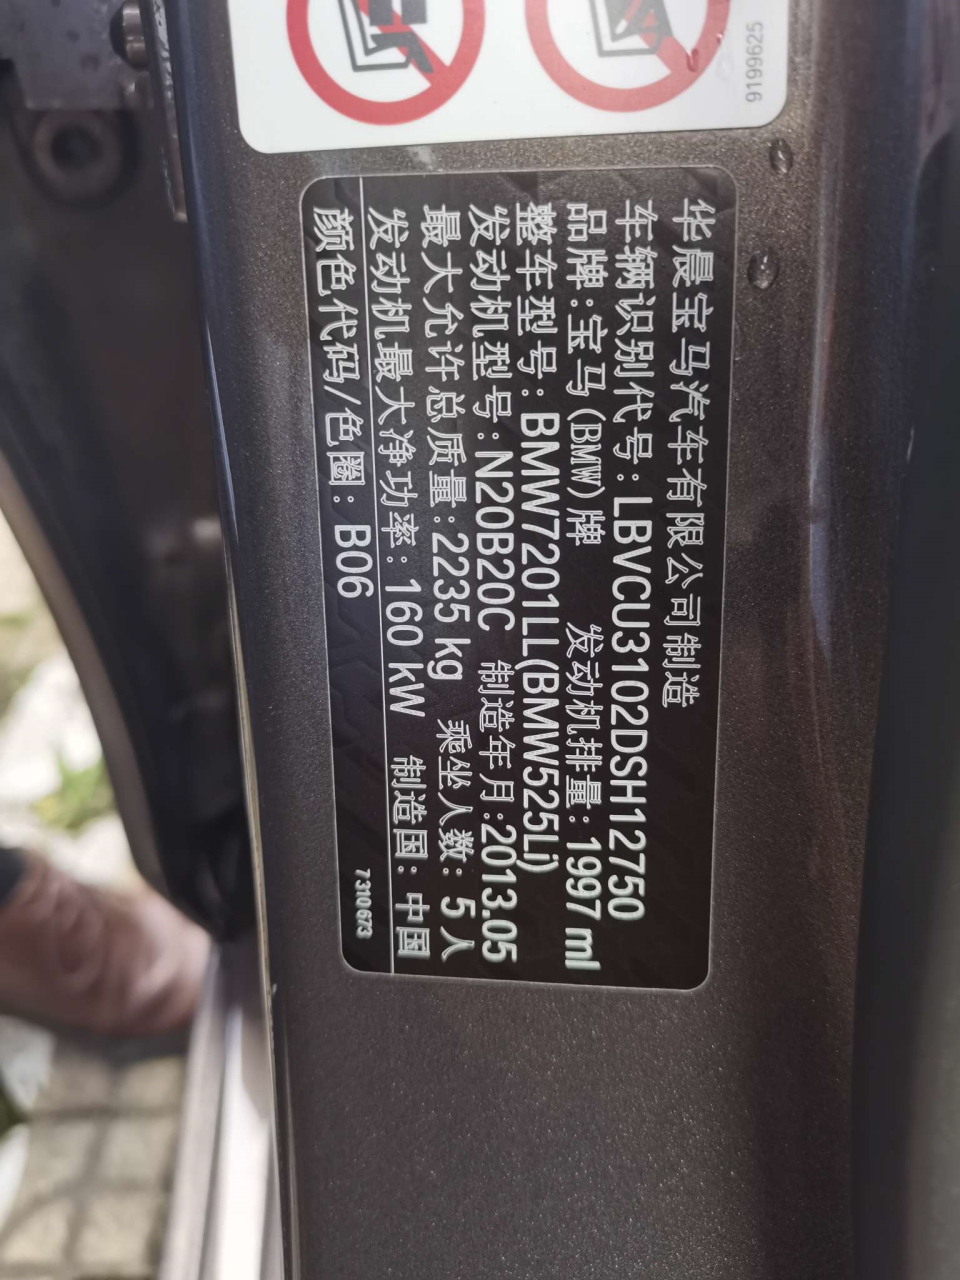 9199625
华晨宝马汽车有限公司制造
车辆识别代号:LBVCU3102DSH12750
品牌:宝马(BMW)牌 发动机排量:1997 ml
整车型号:BMW7201LL(BMW525Li)
发动机型号:N20B20C 制造年月:2013.05
最大允许总质量:2235 kg 乘坐人数:5人
发动机最大净功率:160 kW 制造国:中国
颜色代码/色圈:B06
7 310 673